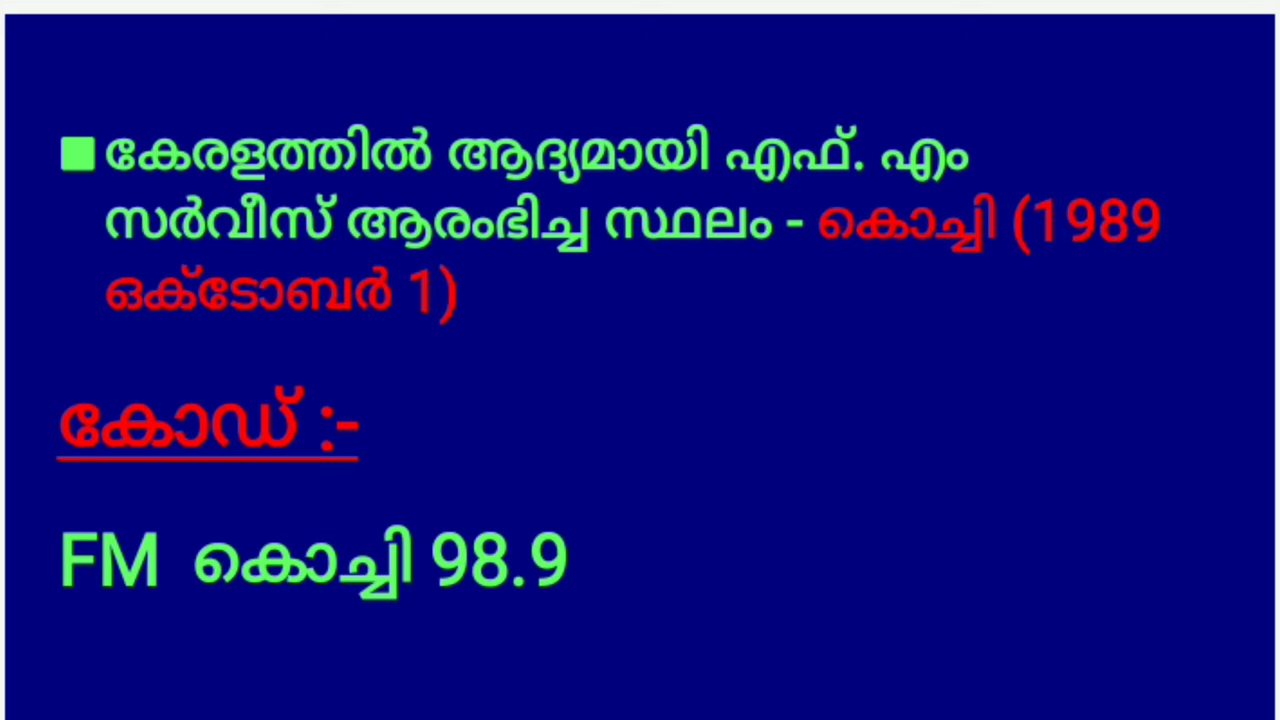 ■ കേരളത്തിൽ ആദ്യമായി എഫ്. എം
സർവീസ് ആരംഭിച്ച സ്ഥലം - കൊച്ചി (1989
ഒക്ടോബർ 1)
കോഡ് :-
FM കൊച്ചി 98.9